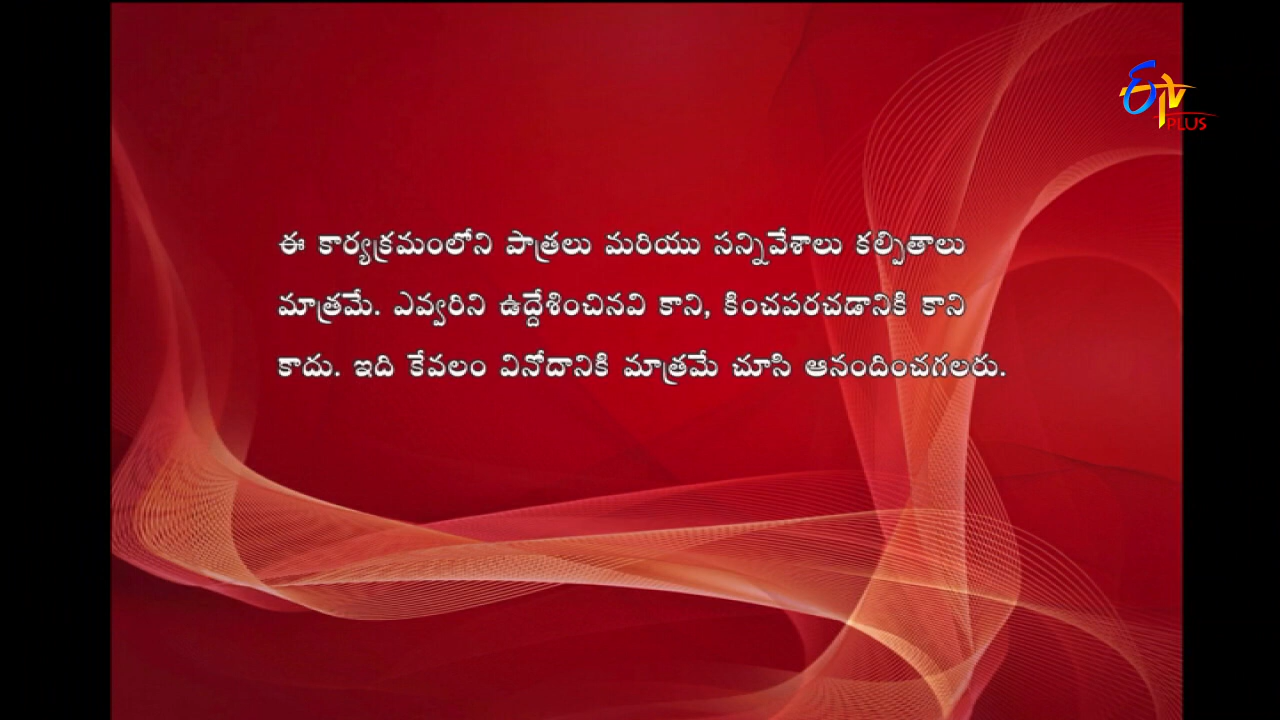 ETV
PLUS
ఈ కార్యక్రమంలోని పాత్రలు మరియు సన్నివేశాలు కల్పితాలు
మాత్రమే. ఎవ్వరిని ఉద్దేశించినవి కాని, కించపరచడానికి కాని
కాదు. ఇది కేవలం వినోదానికి మాత్రమే చూసి ఆనందించగలరు.